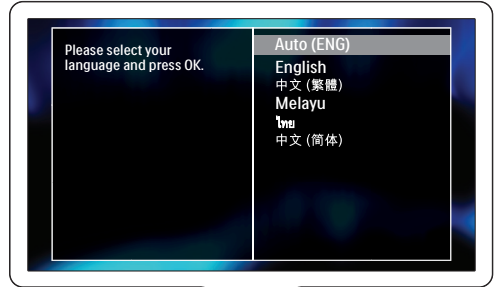 Please select your
language and press OK.
Auto (ENG)
English
中文 (繁體)
Melayu
ไทย
中文 (简体)